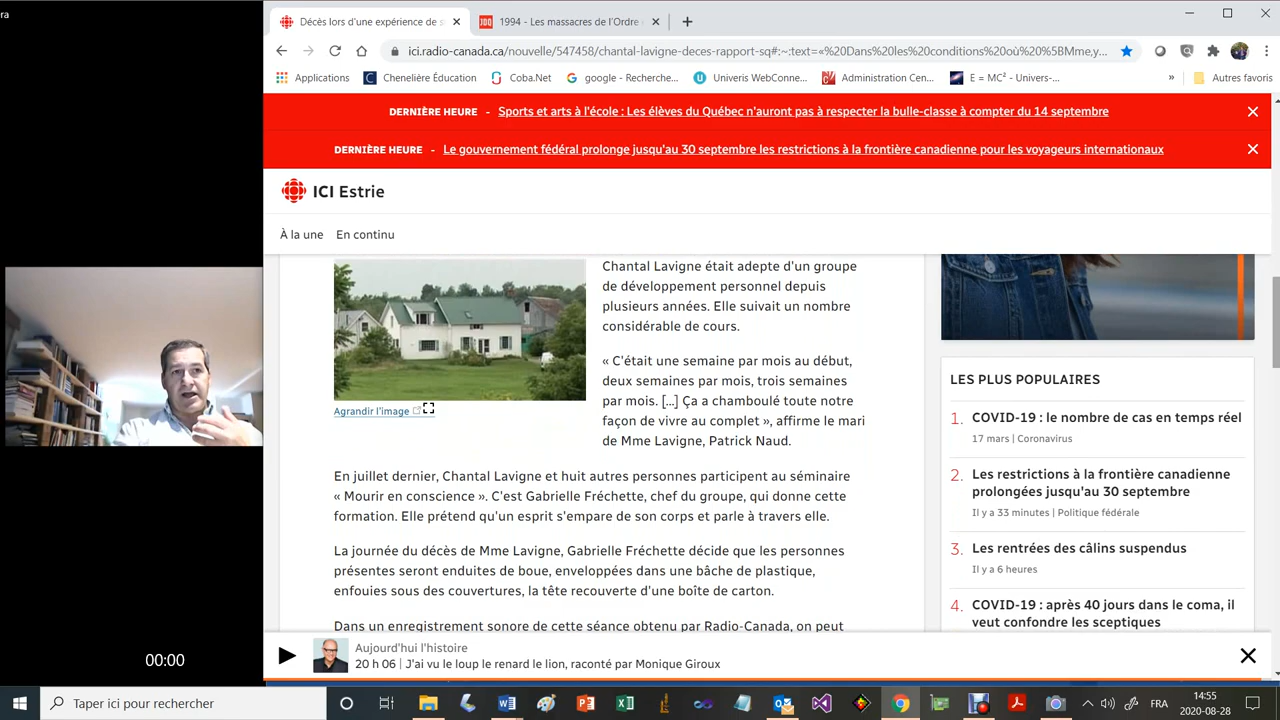 ra
Décès lors d'une expérience de s
JDQ 1994 - Les massacres de l'Ordre
ici.radio-canada.ca/nouvelle/547458/chantal-lavigne-deces-rapport-sq#:~:text=«%20Dans%20les%20conditions%20où%20%5BMme,y...
Applications
Chenelière Éducation
Coba.Net
google - Recherche...
Univeris WebConne...
Administration Cen...
E = MC² - Univers-...
»
Autres favoris
DERNIÈRE HEURE - Sports et arts à l'école : Les élèves du Québec n'auront pas à respecter la bulle-classe à compter du 14 septembre
DERNIÈRE HEURE - Le gouvernement fédéral prolonge jusqu'au 30 septembre les restrictions à la frontière canadienne pour les voyageurs internationaux
ICI Estrie
À la une En continu
Agrandir l'image
Chantal Lavigne était adepte d'un groupe
de développement personnel depuis
plusieurs années. Elle suivait un nombre
considérable de cours.
« C'était une semaine par mois au début,
deux semaines par mois, trois semaines
par mois. [...] Ça a chamboulé toute notre
façon de vivre au complet », affirme le mari
de Mme Lavigne, Patrick Naud.
En juillet dernier, Chantal Lavigne et huit autres personnes participent au séminaire
« Mourir en conscience ». C'est Gabrielle Fréchette, chef du groupe, qui donne cette
formation. Elle prétend qu'un esprit s'empare de son corps et parle à travers elle.
La journée du décès de Mme Lavigne, Gabrielle Fréchette décide que les personnes
présentes seront enduites de boue, enveloppées dans une bâche de plastique,
enfouies sous des couvertures, la tête recouverte d'une boîte de carton.
Dans un enregistrement sonore de cette séance obtenu par Radio-Canada, on peut
LES PLUS POPULAIRES
1. COVID-19 : le nombre de cas en temps réel
17 mars | Coronavirus
2. Les restrictions à la frontière canadienne
prolongées jusqu'au 30 septembre
Il y a 33 minutes | Politique fédérale
3. Les rentrées des câlins suspendus
Il y a 6 heures
4. COVID-19 : après 40 jours dans le coma, il
veut confondre les sceptiques
Aujourd'hui l'histoire
20 h 06 | J'ai vu le loup le renard le lion, raconté par Monique Giroux
00:00
Taper ici pour rechercher
FRA
14:55
2020-08-28